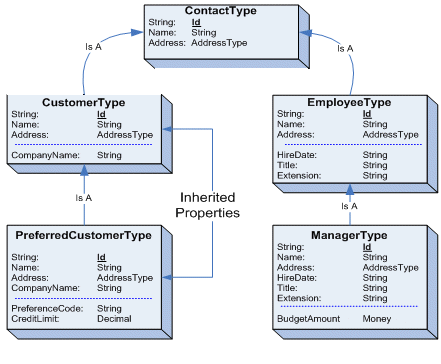 ContactType
String: Id
Name: String
Address: AddressType
Is A
Is A
CustomerType
String: Id
Name: String
Address: AddressType
CompanyName: String
EmployeeType
String: Id
Name: String
Address: AddressType
HireDate: String
Title: String
Extension: String
Is A
Inherited
Properties
Is A
PreferredCustomerType
String: Id
Name: String
Address: AddressType
CompanyName: String
PreferenceCode: String
CreditLimit: Decimal
ManagerType
String: Id
Name: String
Address: AddressType
HireDate: String
Title: String
Extension: String
BudgetAmount Money